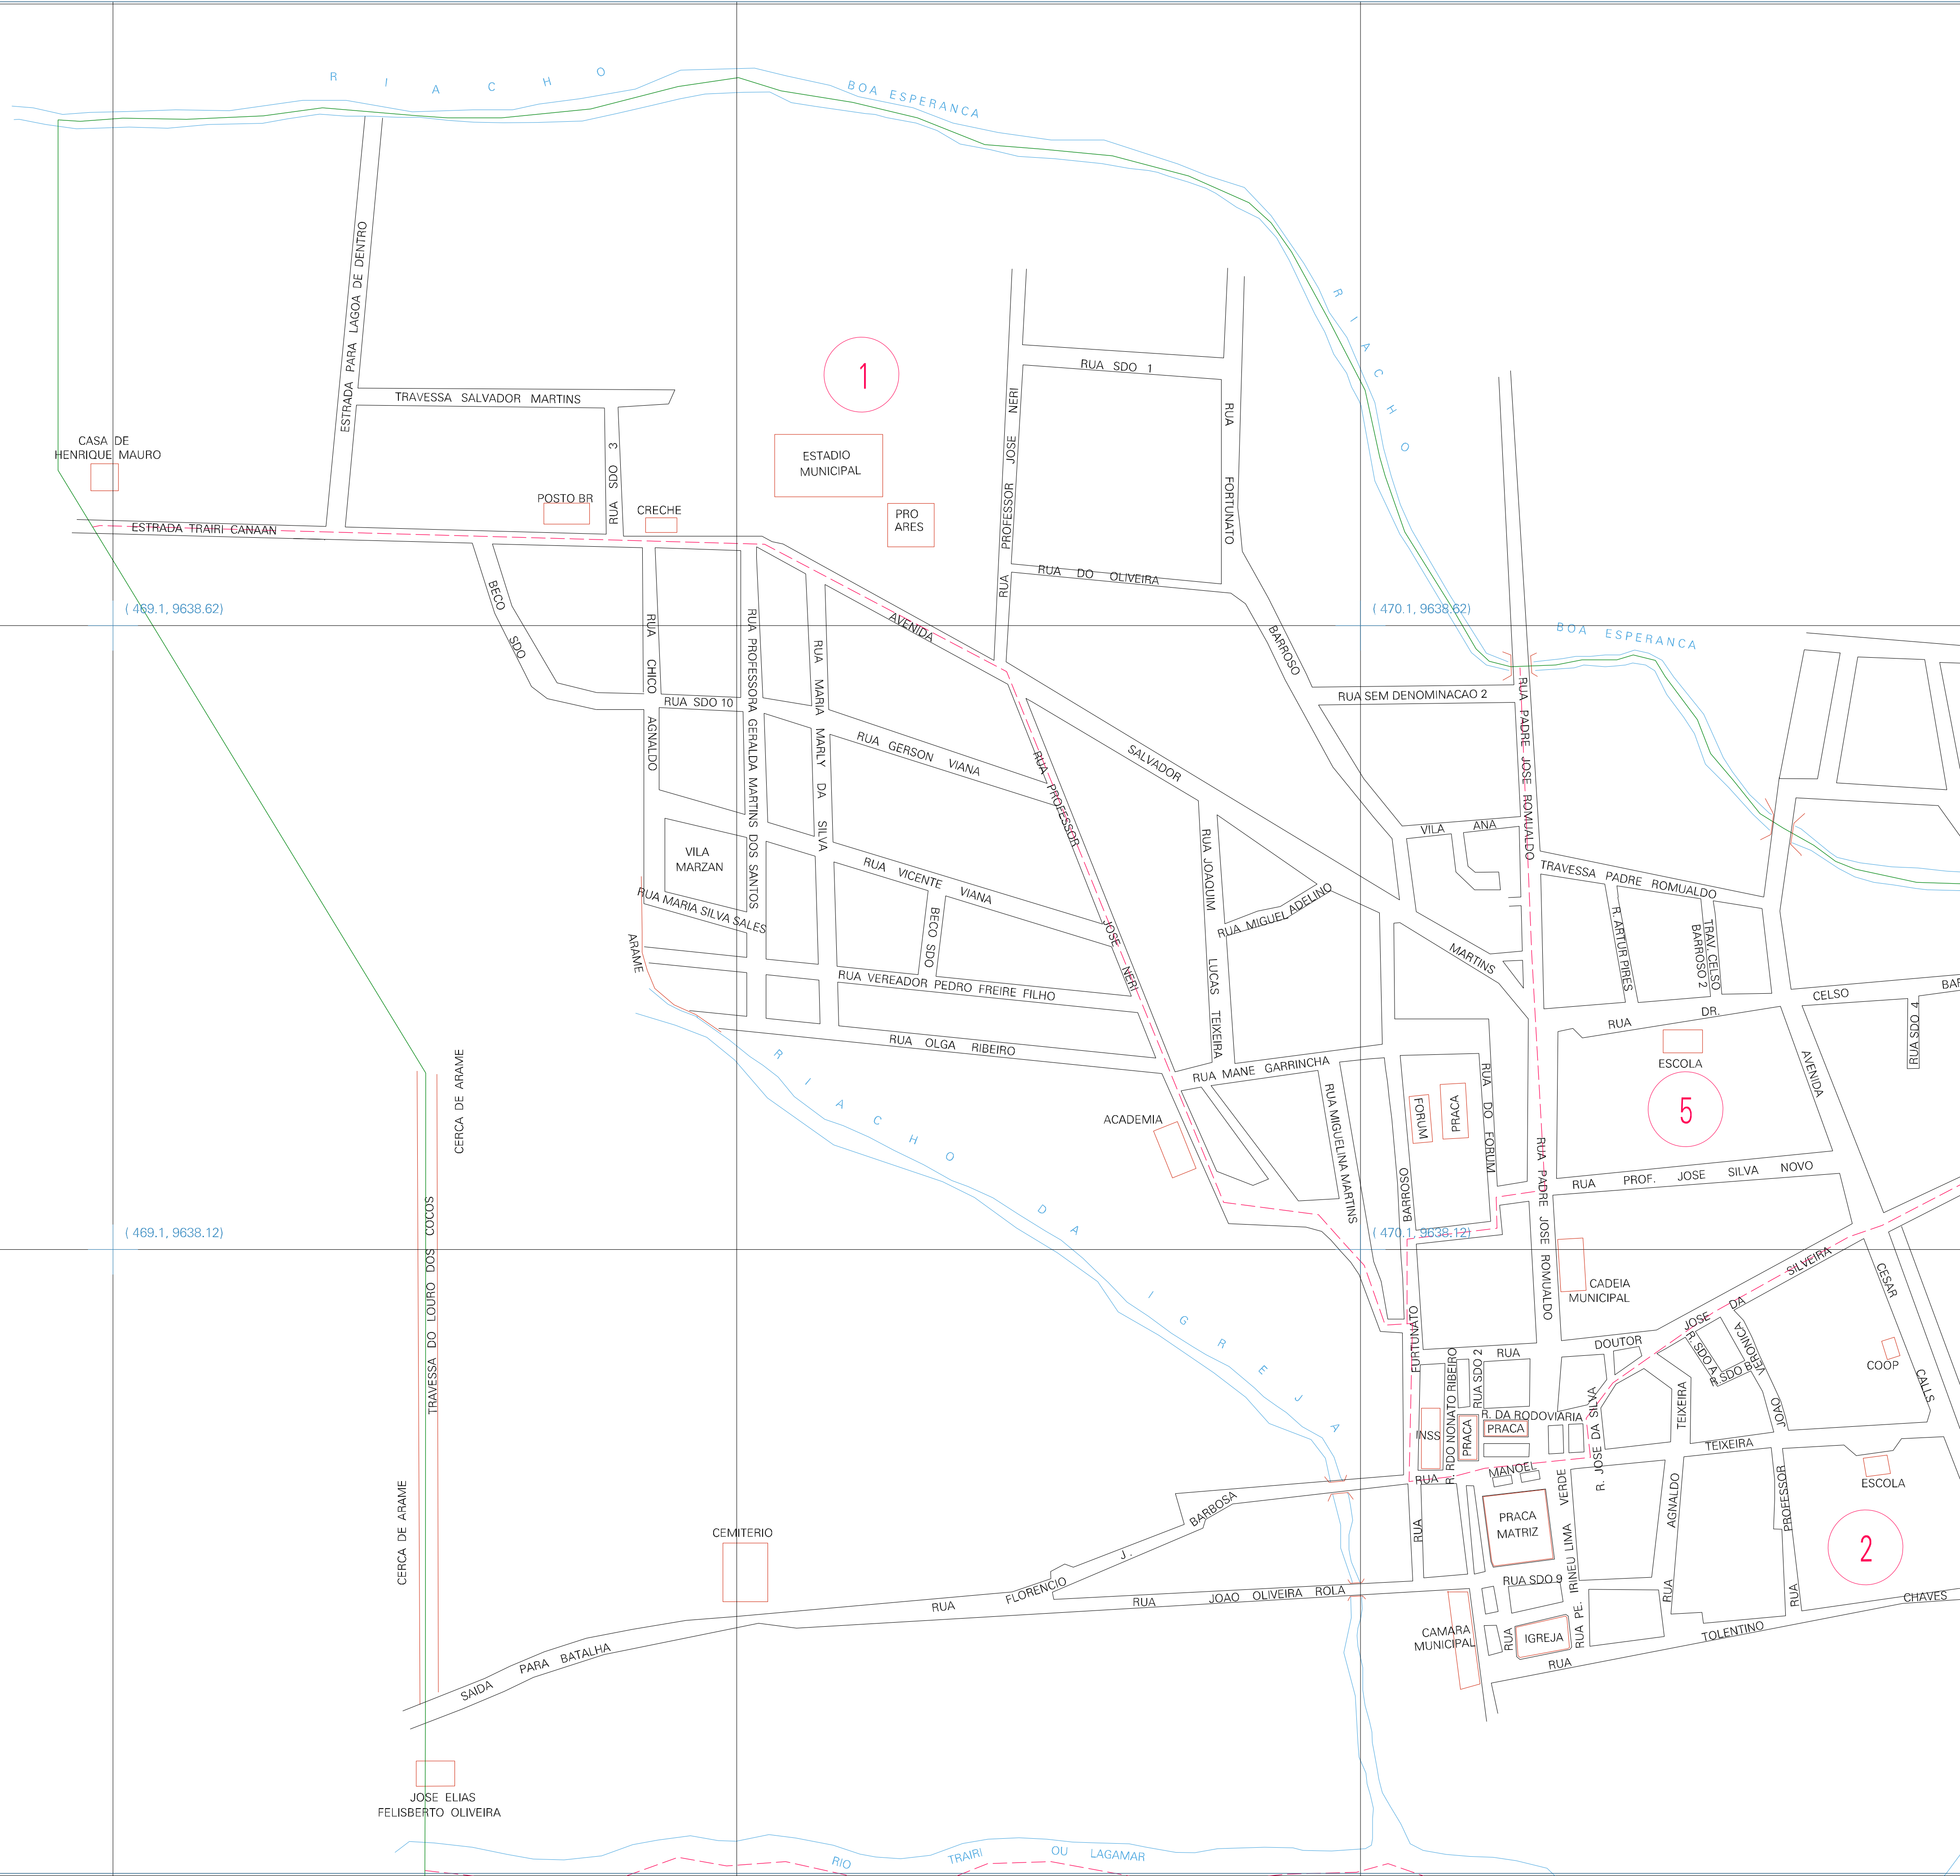 RIACHO
BOA ESPERANCA
ESTRADA PARA LAGOA DE DENTRO
RIACHO
1
RUA SDO 1
TRAVESSA SALVADOR MARTINS
RUA PROFESSOR JOSE NERI
RUA FORTUNATO
BARROSO
CASA DE
HENRIQUE MAURO
ESTADIO
MUNICIPAL
RUA SDO 3
POSTO BR
CRECHE
PRO
ARES
ESTRADA TRAIRI CANAAN
RUA DO OLIVEIRA
BECO SDO
( 469.1, 9638.62)
( 470.1, 9638.62)
AVENIDA
SALVADOR
MARTINS
BOA ESPERANCA
RUA CHICO
AGNALDO
RUA PROFESSORA GERALDA MARTINS DOS SANTOS
RUA MARIA MARLY DA SILVA
RUA SDO 10
RUA SEM DENOMINACAO 2
RUA PADRE JOSE ROMUALDO
RUA GERSON VIANA
RUA PROFESSOR
JOSE NERI
VILA ANA
VILA
MARZAN
RUA VICENTE VIANA
RUA JOAQUIM LUCAS TEIXEIRA
TRAVESSA PADRE ROMUALDO
RUA MARIA SILVA SALES
RUA MIGUEL ADELINO
BECO SDO
R. ARTUR PIRES
TRAV. CELSO
BARROSO 2
ARAME
RUA VEREADOR PEDRO FREIRE FILHO
RUA DR. CELSO BAR
RUA SDO 4
RUA OLGA RIBEIRO
ESCOLA
AVENIDA
RUA MANE GARRINCHA
RIACHO DA IGREJA
CERCA DE ARAME
5
FORUM
PRACA
RUA DO FORUM
ACADEMIA
RUA MIGUELINA MARTINS
RUA PADRE JOSE ROMUALDO
RUA PROF. JOSE SILVA NOVO
BARROSO
FURTUNATO
( 469.1, 9638.12)
( 470.1, 9638.12)
TRAVESSA DO LOURO DOS COCOS
SILVEIRA
CESAR
CALLS
CADEIA
MUNICIPAL
JOSE DA
DOUTOR
RUA
R. SDO A
R. SDO B
VERONICA
JOAO
COOP
R. RDO NONATO RIBEIRO
RUA SDO 2
R. DA RODOVIARIA
R. JOSE DA SILVA
TEIXEIRA
INSS
PRACA
PRACA
TEIXEIRA
RUA MANOEL
ESCOLA
CERCA DE ARAME
BARBOSA
PRACA
MATRIZ
VERDE
RUA PE. IRINEU LIMA
AGNALDO
RUA
PROFESSOR
RUA
2
CEMITERIO
RUA
J.
FLORENCIO
RUA
RUA JOAO OLIVEIRA ROLA
RUA SDO 9
CHAVES
CAMARA
MUNICIPAL
RUA
IGREJA
TOLENTINO
RUA
SAIDA PARA BATALHA
JOSE ELIAS
FELISBERTO OLIVEIRA
RIO TRAIRI OU LAGAMAR